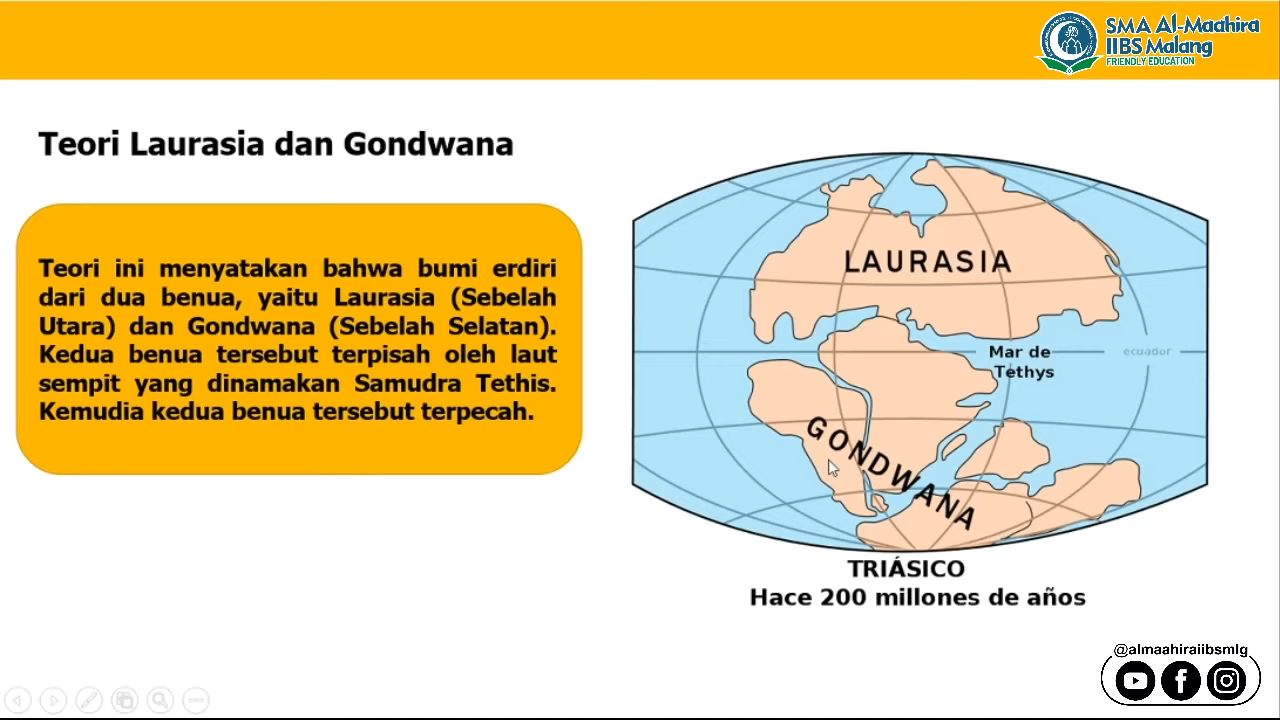 SMA Al-Maahira
IIBS Malang
FRIENDLY EDUCATION
Teori Laurasia dan Gondwana
Teori ini menyatakan bahwa bumi erdiri
dari dua benua, yaitu Laurasia (Sebelah
Utara) dan Gondwana (Sebelah Selatan).
Kedua benua tersebut terpisah oleh laut
sempit yang dinamakan Samudra Tethis.
Kemudia kedua benua tersebut terpecah.
LAURASIA
Mar de
Tethys
ecuador
GONDWANA
TRIÁSICO
Hace 200 millones de años
@almaahiraiibsmlg